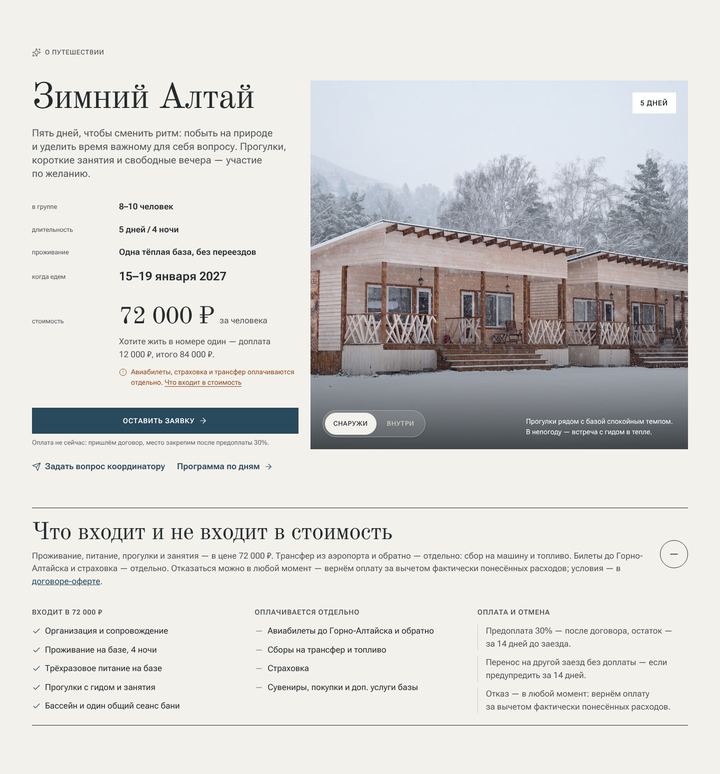 О ПУТЕШЕСТВИИ
Зимний Алтай
Пять дней, чтобы сменить ритм: побыть на природе
и уделить время важному для себя вопросу. Прогулки,
короткие занятия и свободные вечера — участие
по желанию.
в группе
8–10 человек
длительность
5 дней / 4 ночи
проживание
Одна тёплая база, без переездов
когда едем
15–19 января 2027
стоимость
72 000 ₽ за человека
Хотите жить в номере один — доплата
12 000 ₽, итого 84 000 ₽.
Авиабилеты, страховка и трансфер оплачиваются
отдельно. Что входит в стоимость
ОСТАВИТЬ ЗАЯВКУ →
Оплата не сейчас: пришлём договор, место закрепим после предоплаты 30%.
Задать вопрос координатору
Программа по дням →
5 ДНЕЙ
СНАРУЖИ
ВНУТРИ
Прогулки рядом с базой спокойным темпом.
В непогоду — встреча с гидом в тепле.
Что входит и не входит в стоимость
Проживание, питание, прогулки и занятия — в цене 72 000 ₽. Трансфер из аэропорта и обратно — отдельно: сбор на машину и топливо. Билеты до Горно-
Алтайска и страховка — отдельно. Отказаться можно в любой момент — вернём оплату за вычетом фактически понесённых расходов; условия — в
договоре-оферте.
ВХОДИТ В 72 000 ₽
Организация и сопровождение
Проживание на базе, 4 ночи
Трёхразовое питание на базе
Прогулки с гидом и занятия
Бассейн и один общий сеанс бани
ОПЛАЧИВАЕТСЯ ОТДЕЛЬНО
— Авиабилеты до Горно-Алтайска и обратно
— Сборы на трансфер и топливо
— Страховка
— Сувениры, покупки и доп. услуги базы
ОПЛАТА И ОТМЕНА
Предоплата 30% — после договора, остаток —
за 14 дней до заезда.
Перенос на другой заезд без доплаты — если
предупредить за 14 дней.
Отказ — в любой момент: вернём оплату
за вычетом фактически понесённых расходов.